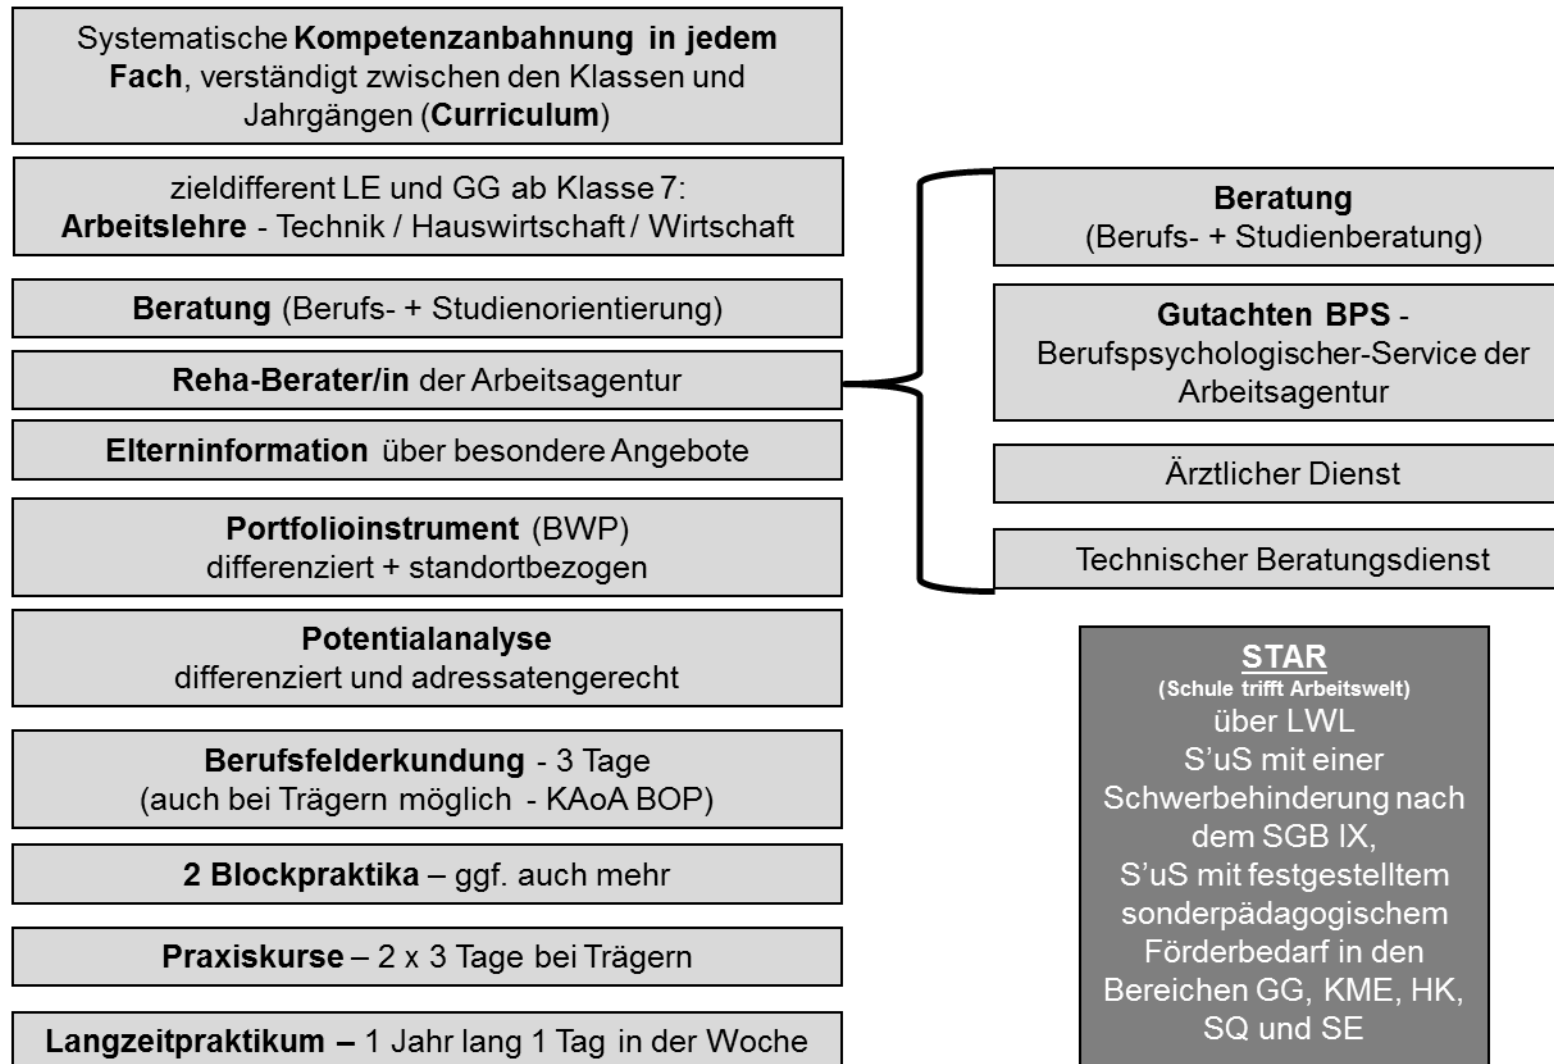 Systematische Kompetenzanbahnung in jedem
Fach, verständigt zwischen den Klassen und
Jahrgängen (Curriculum)
zieldifferent LE und GG ab Klasse 7:
Arbeitslehre - Technik / Hauswirtschaft / Wirtschaft
Beratung (Berufs- + Studienorientierung)
Reha-Berater/in der Arbeitsagentur
Elterninformation über besondere Angebote
Portfolioinstrument (BWP)
differenziert + standortbezogen
Potentialanalyse
differenziert und adressatengerecht
Berufsfelderkundung - 3 Tage
(auch bei Trägern möglich - KAoA BOP)
2 Blockpraktika – ggf. auch mehr
Praxiskurse – 2 x 3 Tage bei Trägern
Langzeitpraktikum – 1 Jahr lang 1 Tag in der Woche
Beratung
(Berufs- + Studienberatung)
Gutachten BPS -
Berufspsychologischer-Service der
Arbeitsagentur
Ärztlicher Dienst
Technischer Beratungsdienst
STAR
(Schule trifft Arbeitswelt)
über LWL
S’uS mit einer
Schwerbehinderung nach
dem SGB IX,
S’uS mit festgestelltem
sonderpädagogischem
Förderbedarf in den
Bereichen GG, KME, HK,
SQ und SE